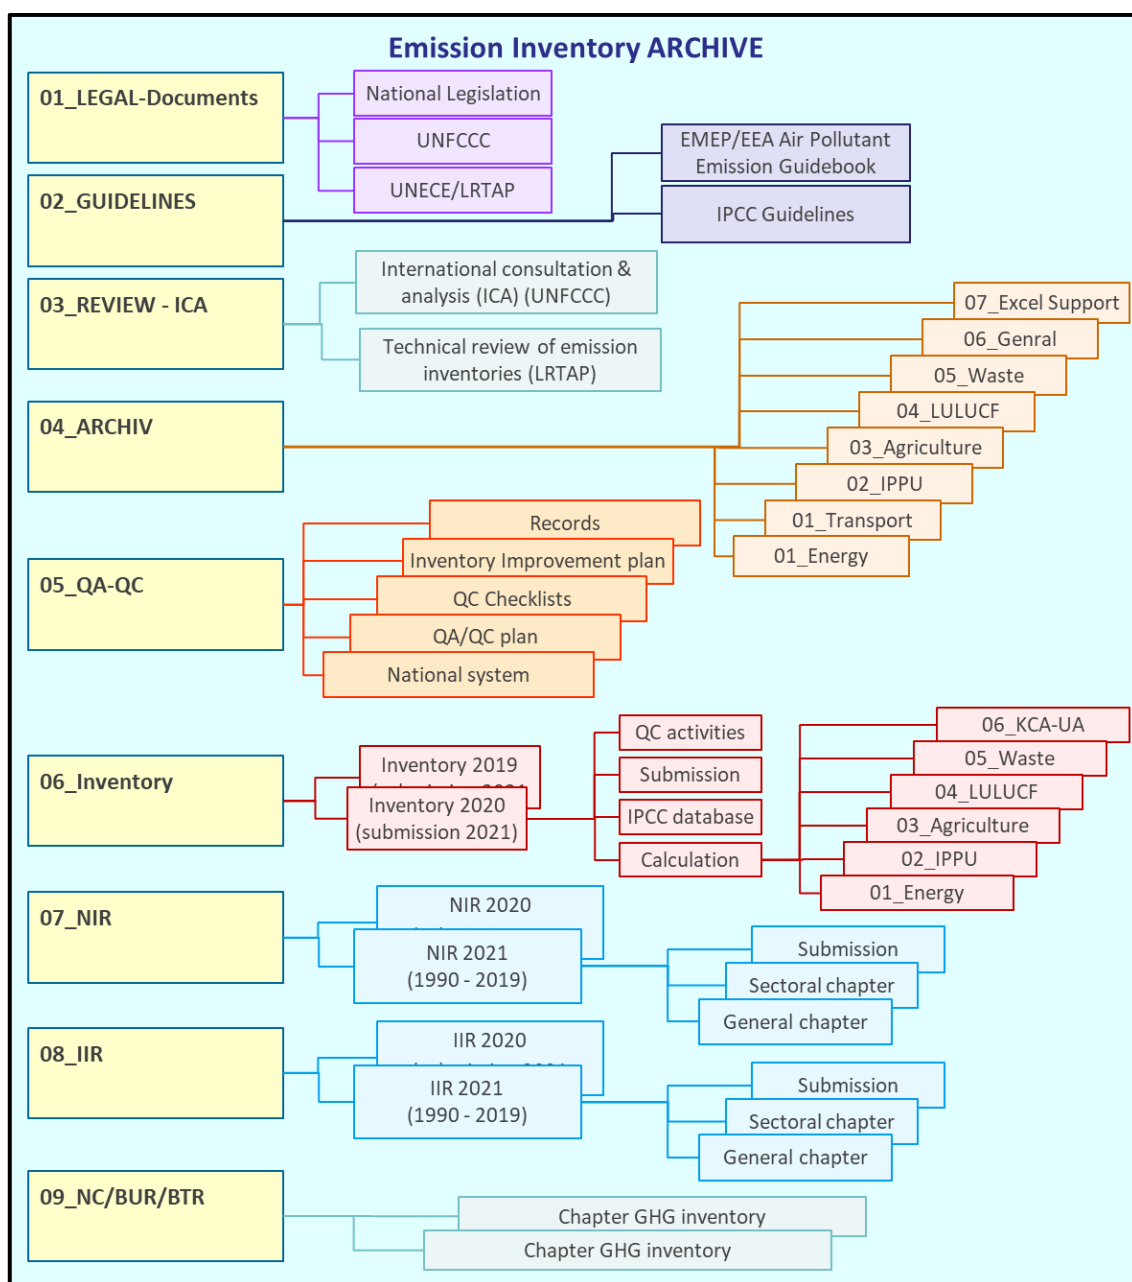 Emission Inventory ARCHIVE
01_LEGAL-Documents
National Legislation
UNFCCC
UNECE/LRTAP
02_GUIDELINES
EMEP/EEA Air Pollutant
Emission Guidebook
IPCC Guidelines
03_REVIEW - ICA
International consultation &
analysis (ICA) (UNFCCC)
Technical review of emission
inventories (LRTAP)
04_ARCHIV
07_Excel Support
06_Genral
05_Waste
04_LULUCF
03_Agriculture
02_IPPU
01_Transport
01_Energy
05_QA-QC
Records
Inventory Improvement plan
QC Checklists
QA/QC plan
National system
06_Inventory
Inventory 2019
Inventory 2020
(submission 2021)
QC activities
Submission
IPCC database
Calculation
06_KCA-UA
05_Waste
04_LULUCF
03_Agriculture
02_IPPU
01_Energy
07_NIR
NIR 2020
NIR 2021
(1990 - 2019)
Submission
Sectoral chapter
General chapter
08_IIR
IIR 2020
IIR 2021
(1990 - 2019)
Submission
Sectoral chapter
General chapter
09_NC/BUR/BTR
Chapter GHG inventory
Chapter GHG inventory